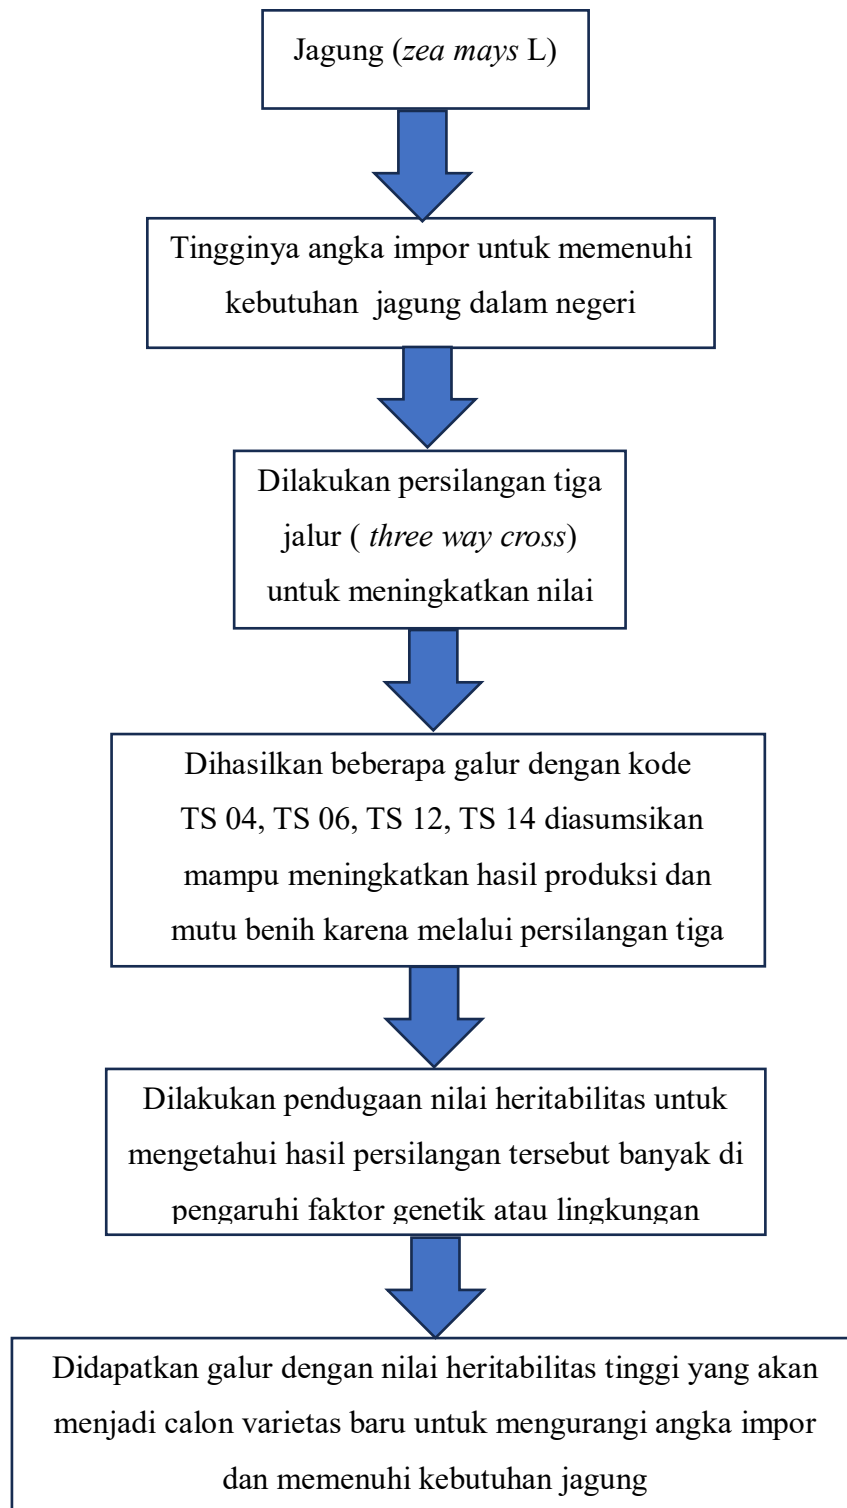 Jagung (zea mays L)
Tingginya angka impor untuk memenuhi
kebutuhan jagung dalam negeri
Dilakukan persilangan tiga
jalur ( three way cross)
untuk meningkatkan nilai
Dihasilkan beberapa galur dengan kode
TS 04, TS 06, TS 12, TS 14 diasumsikan
mampu meningkatkan hasil produksi dan
mutu benih karena melalui persilangan tiga
Dilakukan pendugaan nilai heritabilitas untuk
mengetahui hasil persilangan tersebut banyak di
pengaruhi faktor genetik atau lingkungan
Didapatkan galur dengan nilai heritabilitas tinggi yang akan
menjadi calon varietas baru untuk mengurangi angka impor
dan memenuhi kebutuhan jagung